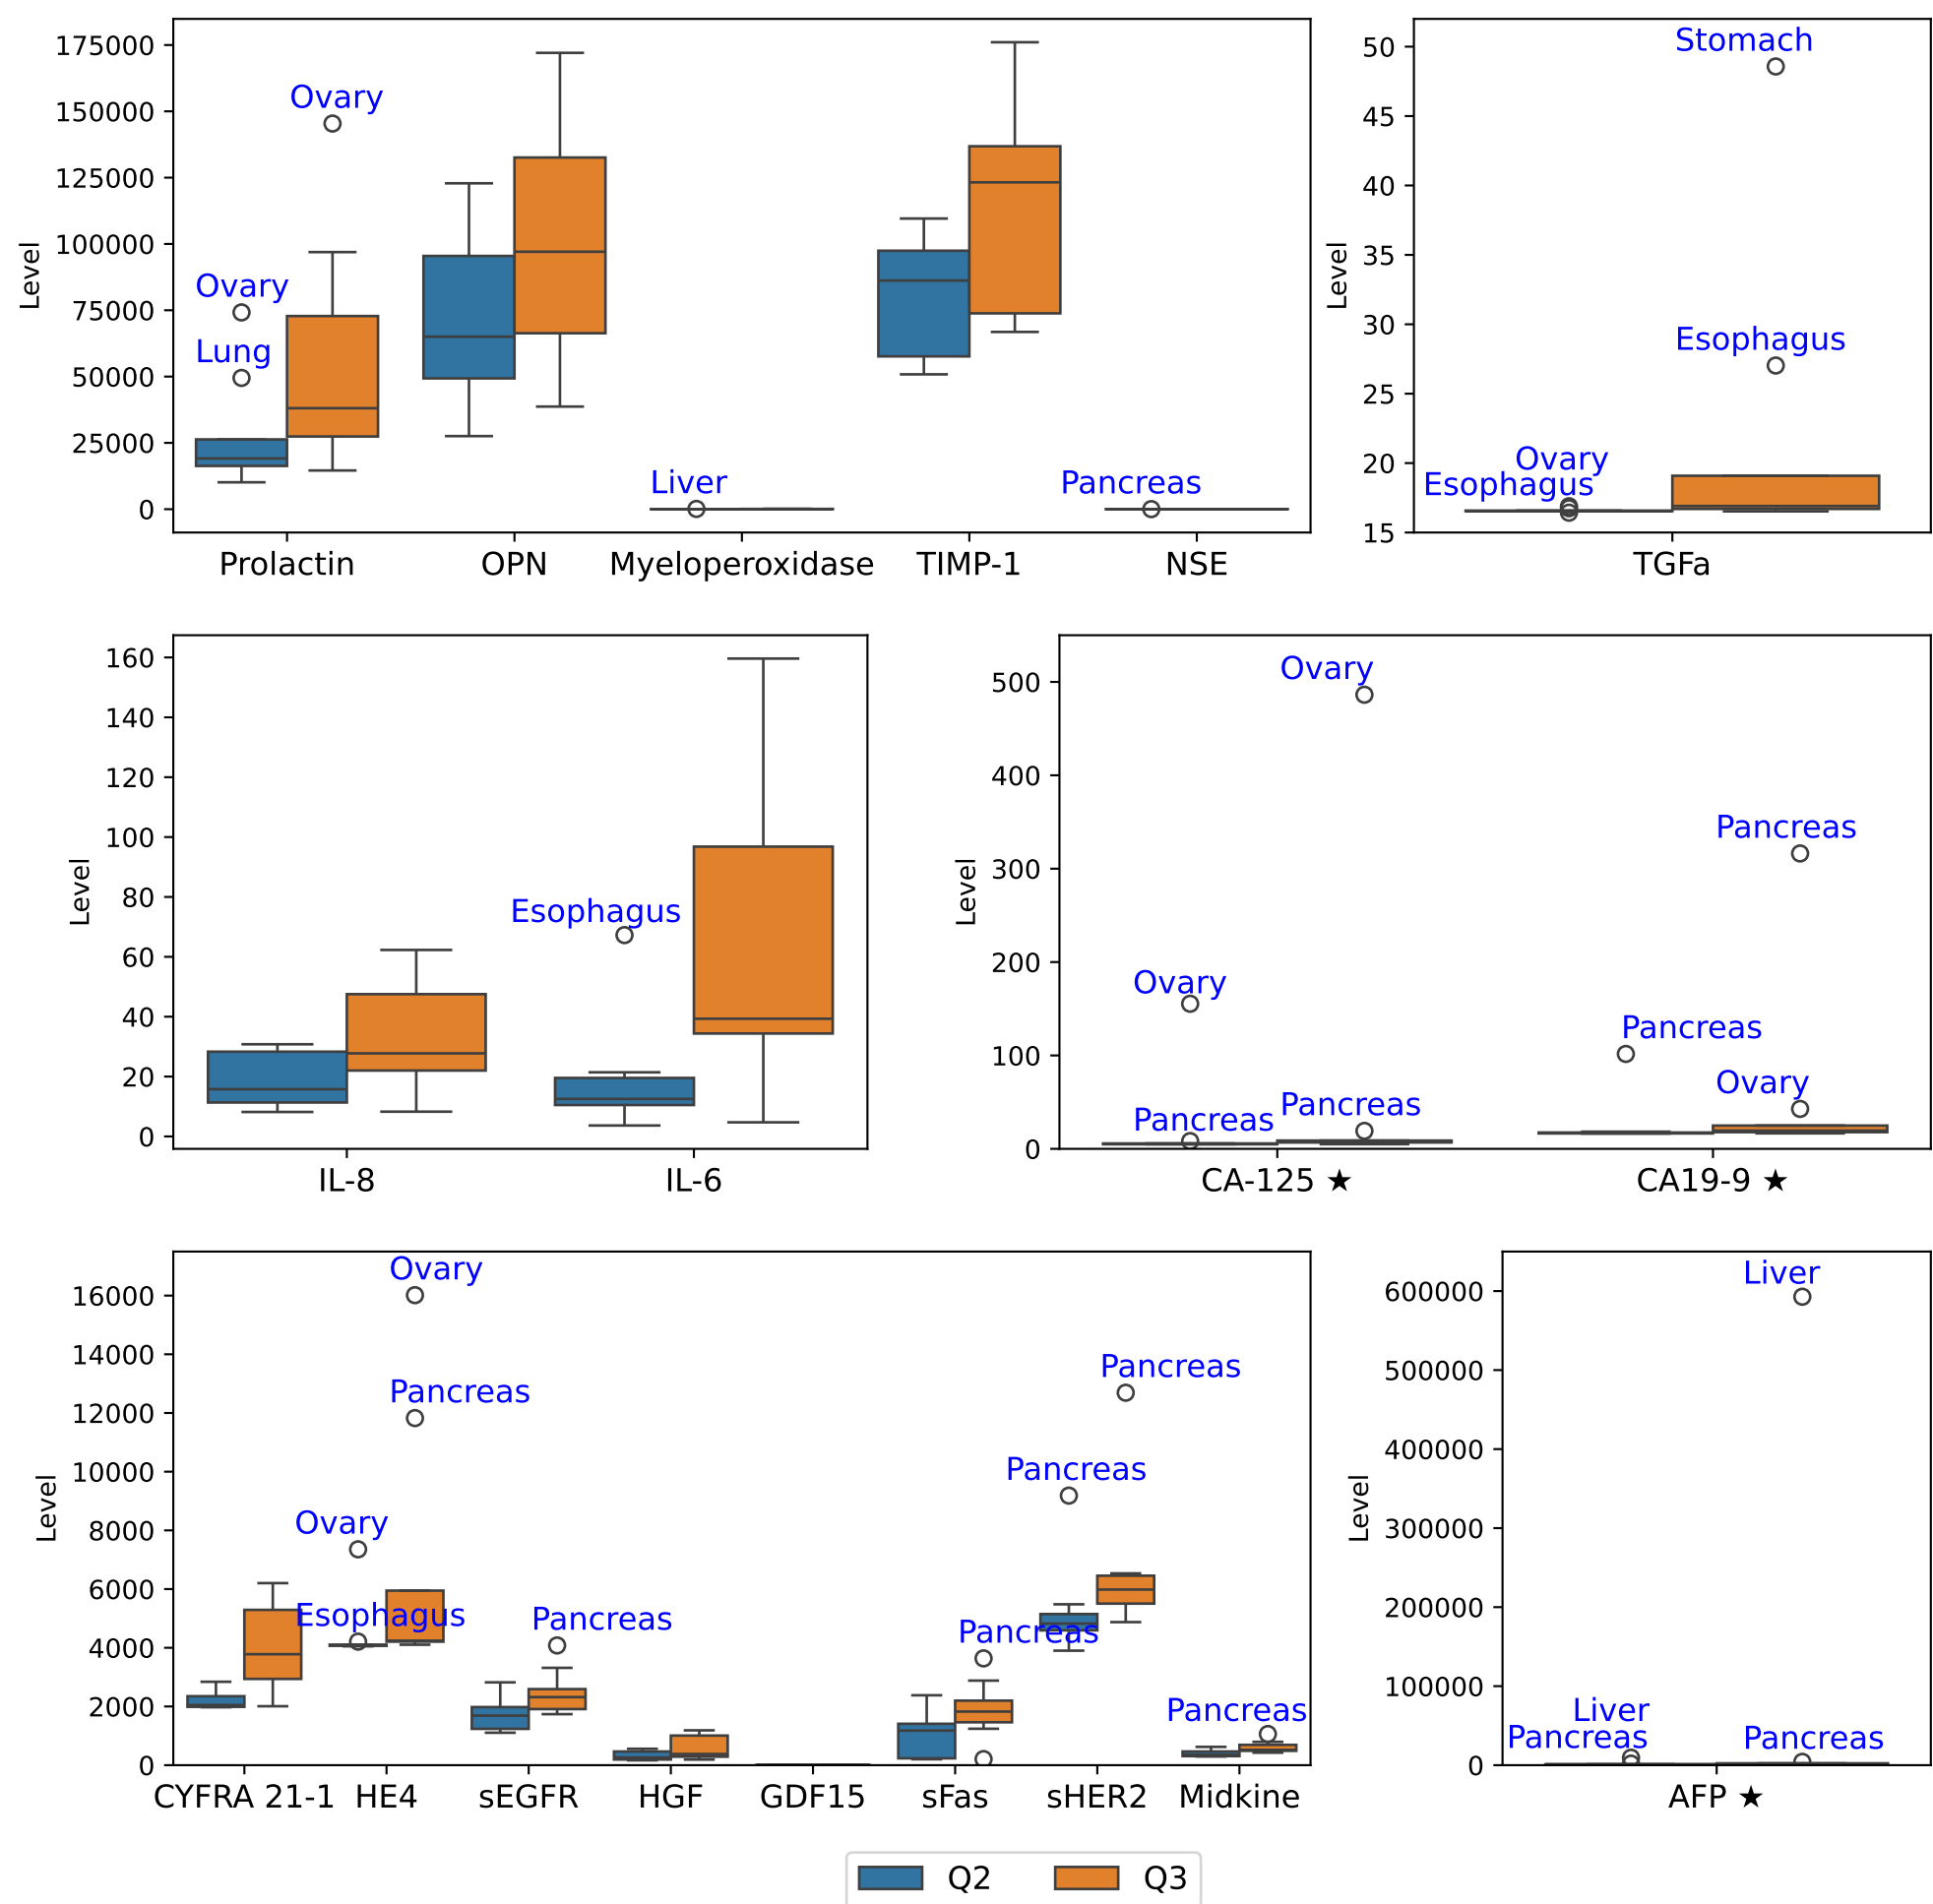 Level
175000
150000
125000
100000
75000
50000
25000
0
Ovary
Ovary
Lung
Liver
Pancreas
Prolactin
OPN
Myeloperoxidase
TIMP-1
NSE
Level
50
45
40
35
30
25
20
15
Stomach
Esophagus
Ovary
Esophagus
TGFa
Level
160
140
120
100
80
60
40
20
0
Esophagus
IL-8
IL-6
Level
500
400
300
200
100
0
Ovary
Pancreas
Ovary
Pancreas
Ovary
Pancreas
Pancreas
CA-125 ★
CA19-9 ★
Level
16000
14000
12000
10000
8000
6000
4000
2000
0
Ovary
Pancreas
Pancreas
Pancreas
Ovary
Esophagus
Pancreas
Pancreas
Pancreas
CYFRA 21-1
HE4
sEGFR
HGF
GDF15
sFas
sHER2
Midkine
Level
600000
500000
400000
300000
200000
100000
0
Liver
Liver
Pancreas
Pancreas
AFP ★
Q2
Q3